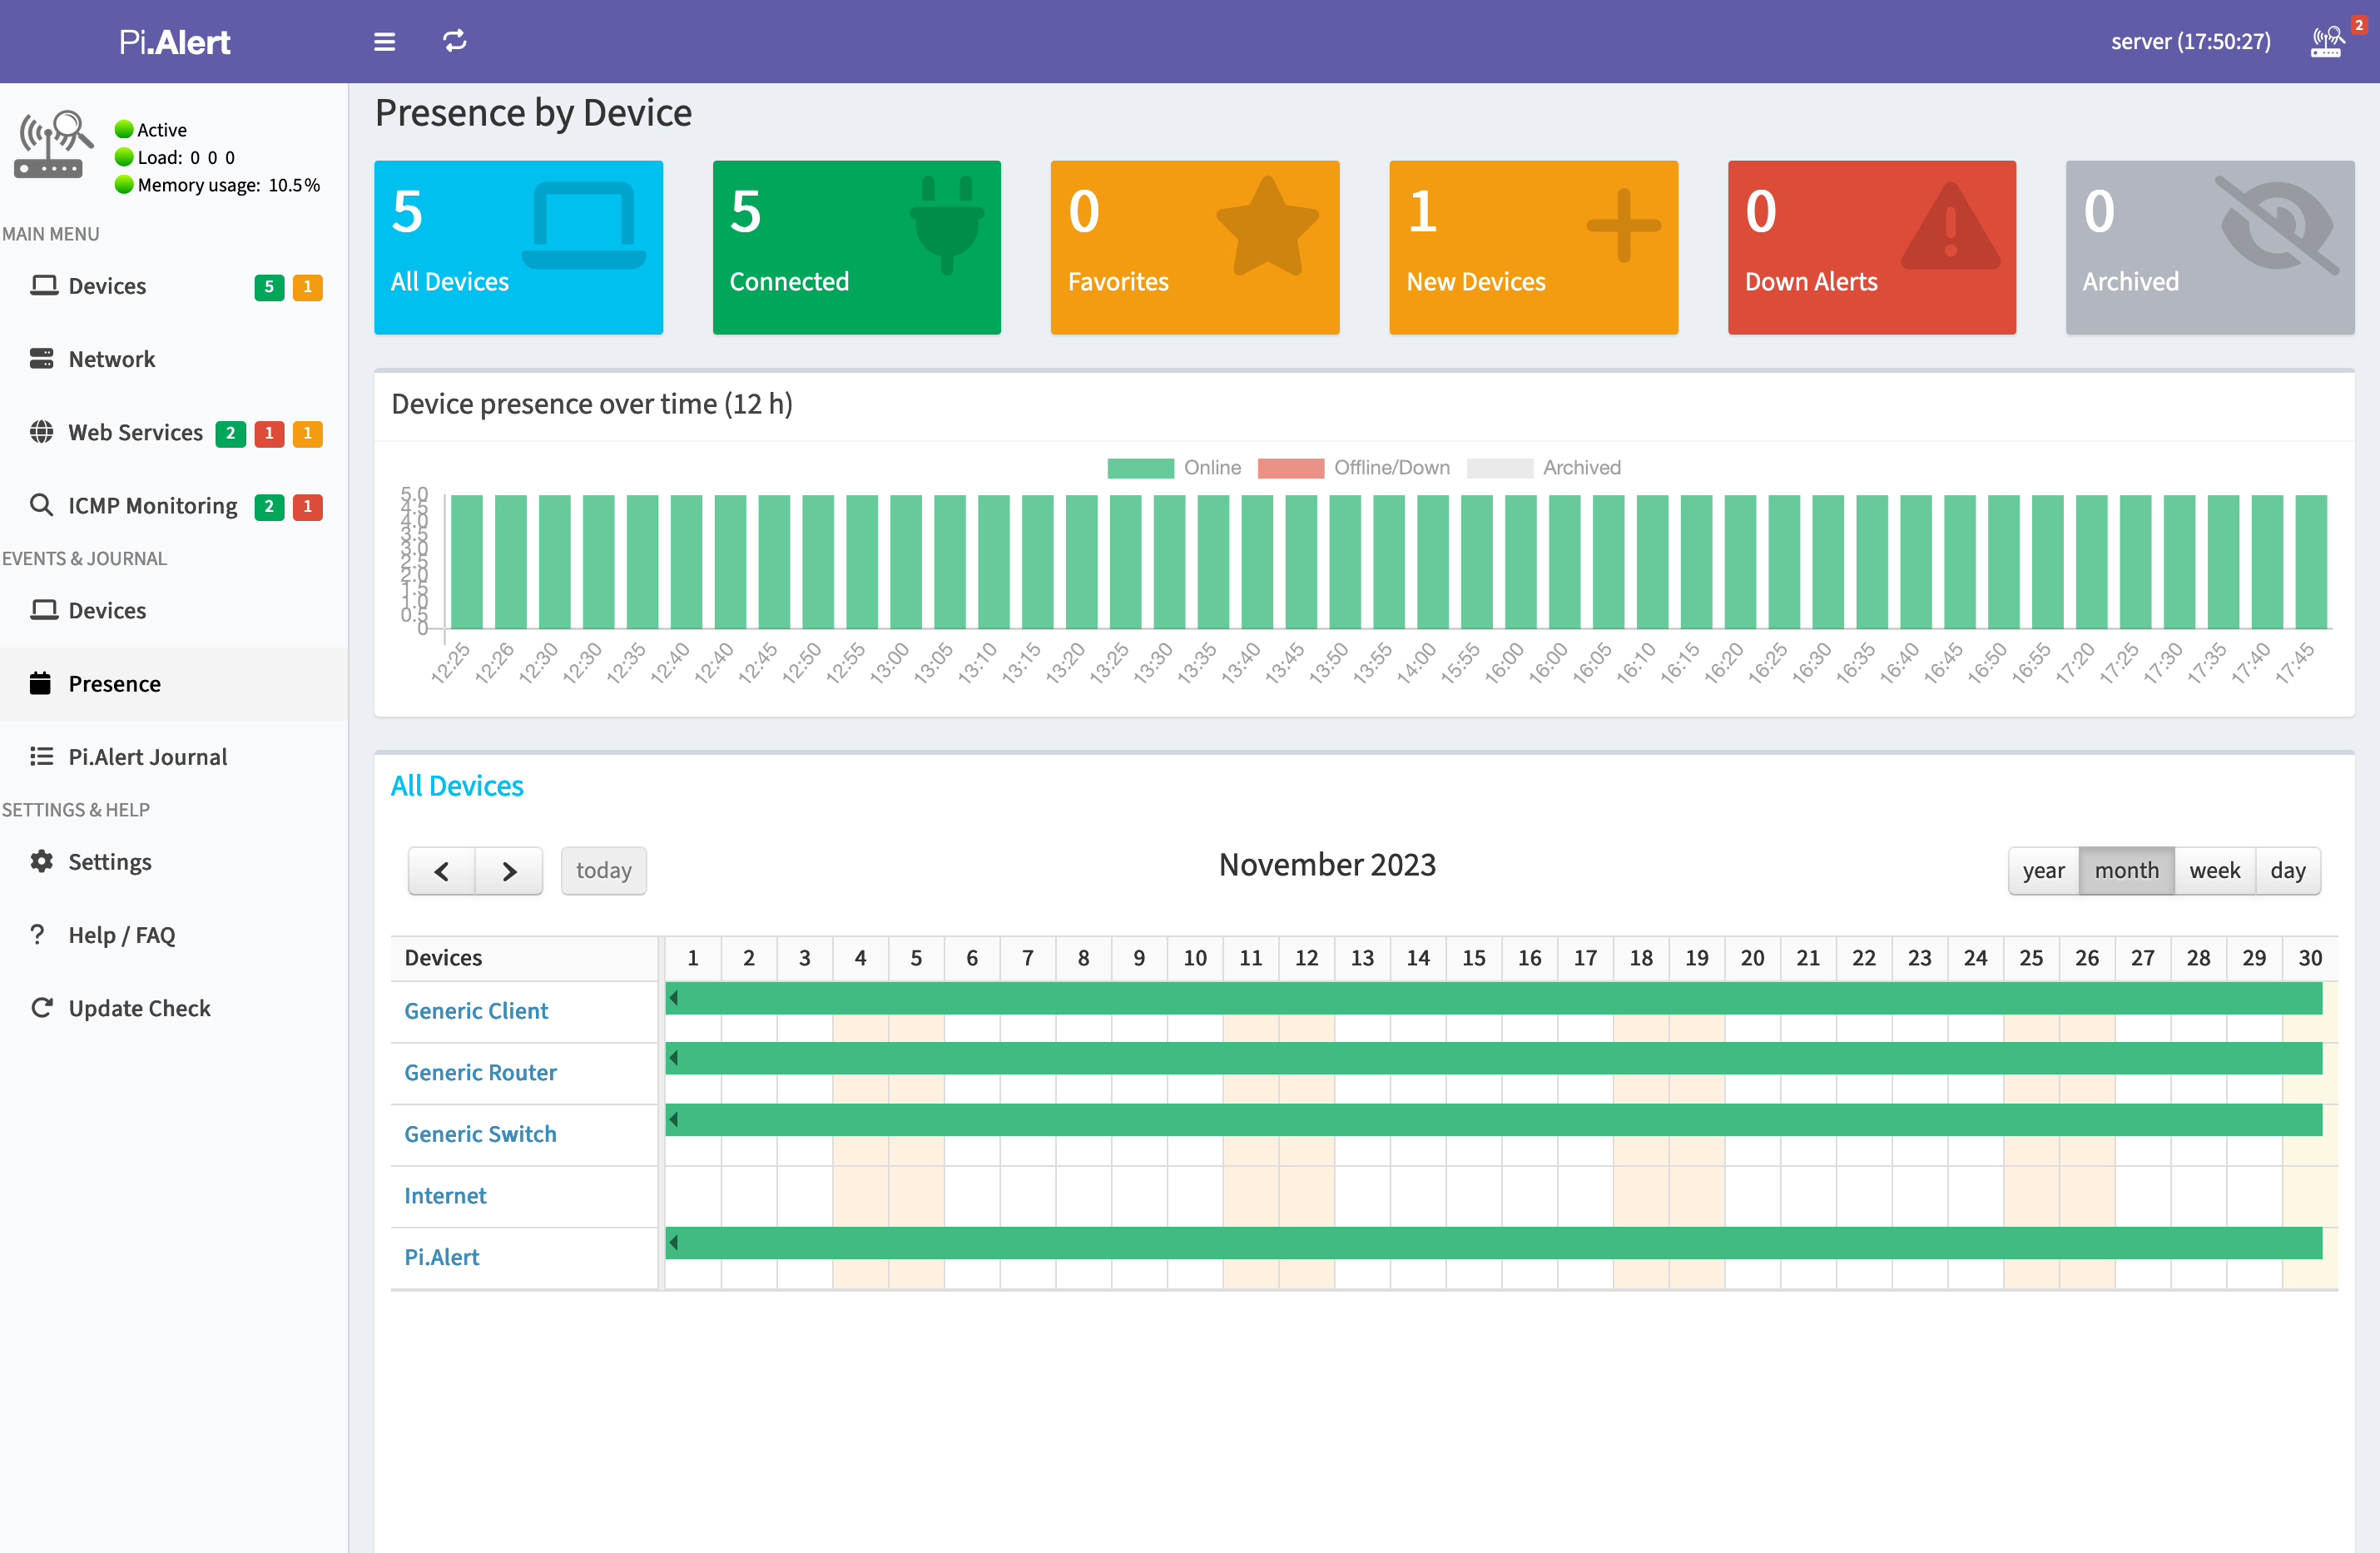 Pi.Alert
server (17:50:27)
2
Active
Load: 0 0 0
Memory usage: 10.5%
MAIN MENU
Devices 5 1
Network
Web Services 2 1 1
ICMP Monitoring 2 1
EVENTS & JOURNAL
Devices
Presence
Pi.Alert Journal
SETTINGS & HELP
Settings
? Help / FAQ
Update Check
Presence by Device
5
All Devices
5
Connected
0
Favorites
1
New Devices
0
Down Alerts
0
Archived
Device presence over time (12 h)
Online Offline/Down Archived
5.0
4.5
4.0
3.5
3.0
2.5
2.0
1.5
1.0
0.5
0
12:25 12:26 12:30 12:30 12:35 12:40 12:40 12:45 12:50 12:55 13:00 13:05 13:10 13:15 13:20 13:25 13:30 13:35 13:40 13:45 13:50 13:55 14:00 15:55 16:00 16:00 16:05 16:10 16:15 16:20 16:25 16:30 16:35 16:40 16:45 16:50 16:55 17:20 17:25 17:30 17:35 17:40 17:45
All Devices
today
November 2023
year month week day
Devices 1 2 3 4 5 6 7 8 9 10 11 12 13 14 15 16 17 18 19 20 21 22 23 24 25 26 27 28 29 30
Generic Client
Generic Router
Generic Switch
Internet
Pi.Alert